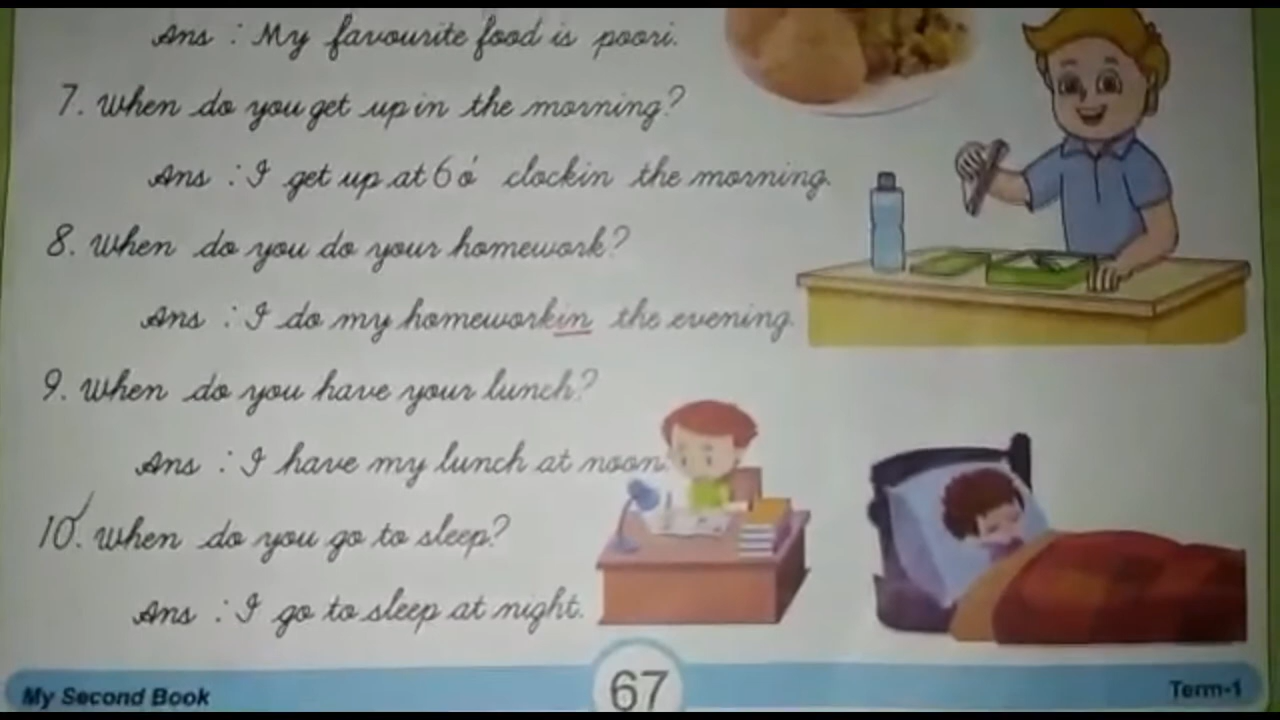 Ans : My favourite food is poori.
7. When do you get up in the morning?
Ans : I get up at 6 o' clockin the morning.
8. When do you do your homework?
Ans : I do my homeworkin the evening.
9. When do you have your lunch?
Ans : I have my lunch at noon.
10. When do you go to sleep?
Ans : I go to sleep at night.
My Second Book
67
Term-1